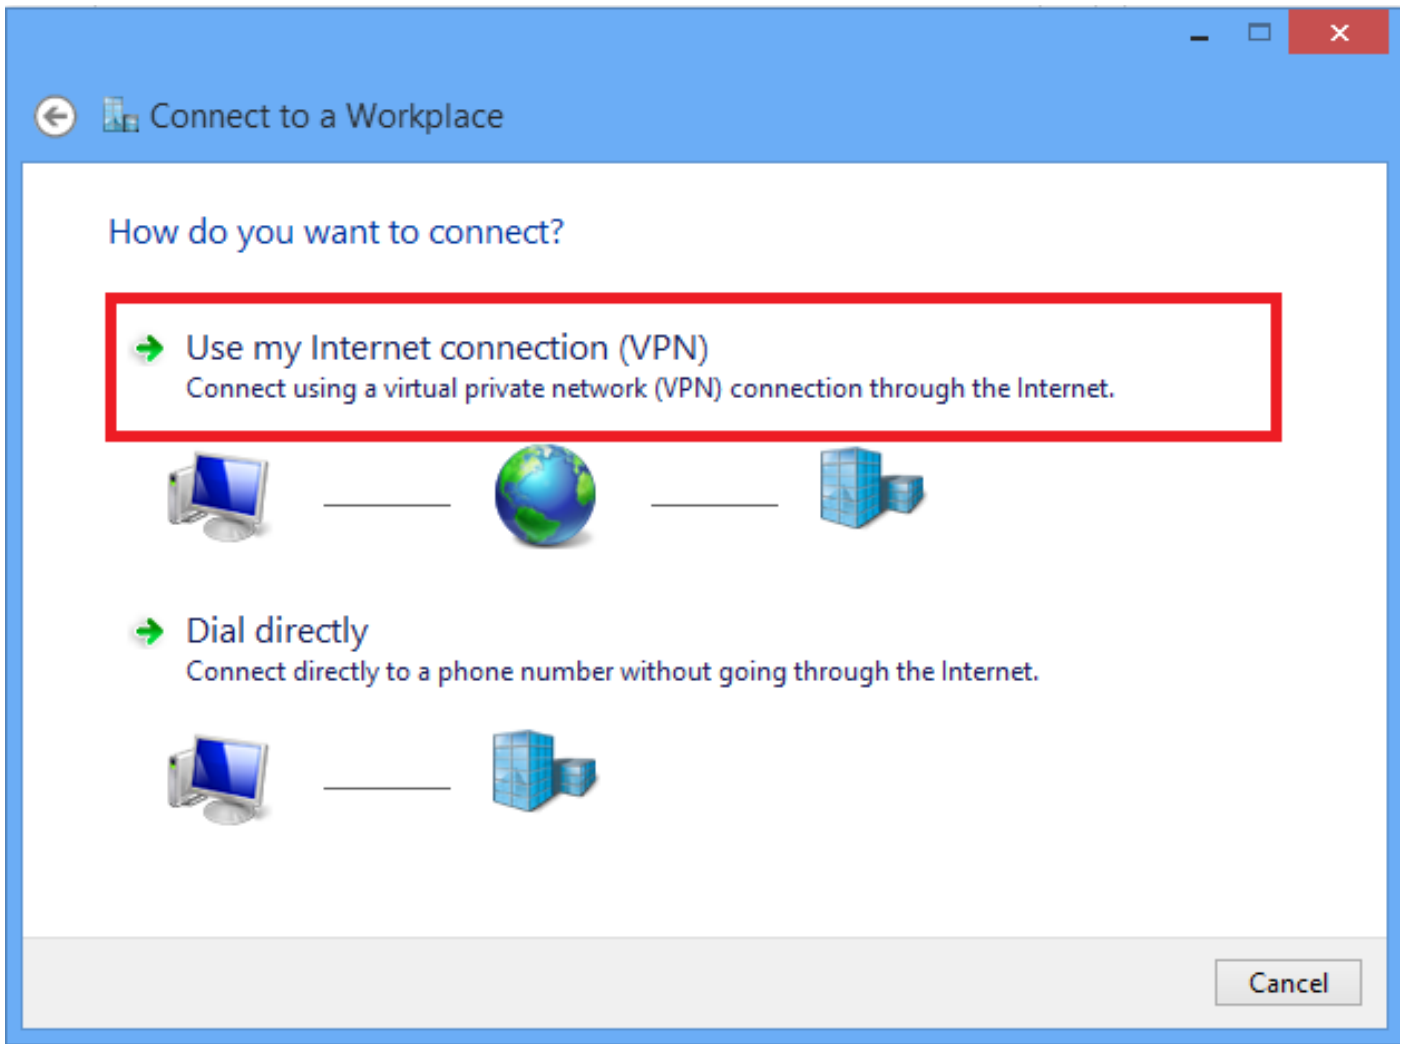 Connect to a Workplace
How do you want to connect?
Use my Internet connection (VPN)
Connect using a virtual private network (VPN) connection through the Internet.
Dial directly
Connect directly to a phone number without going through the Internet.
Cancel